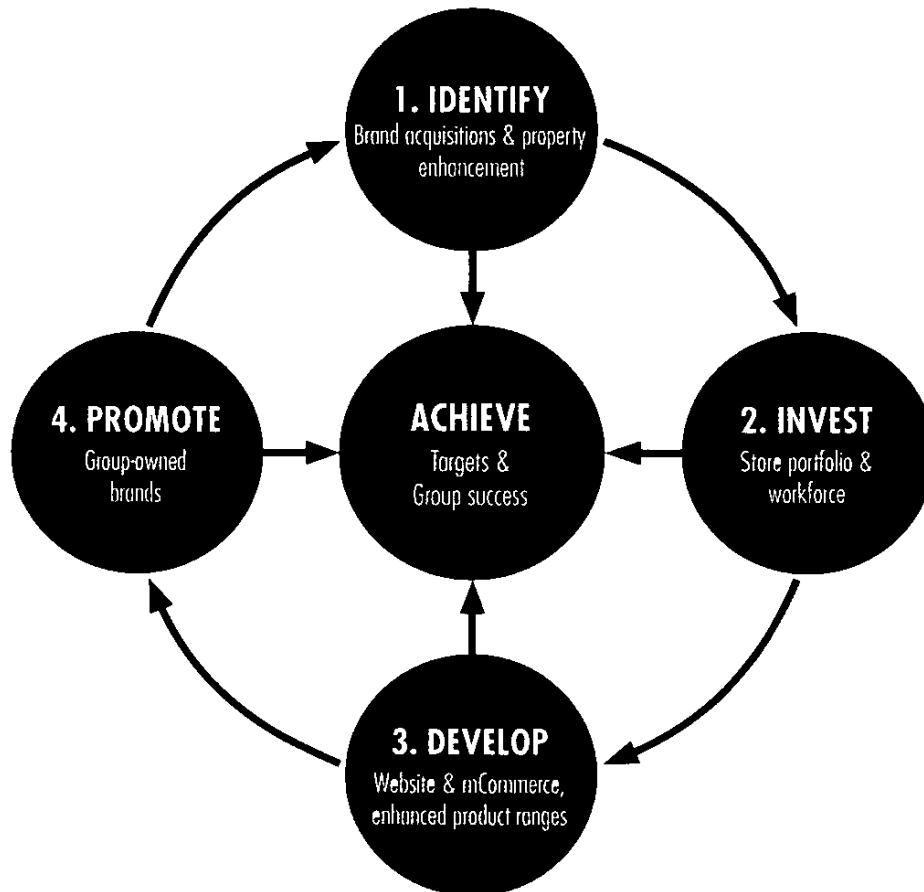 1. IDENTIFY
Brand acquisitions & property
enhancement
4. PROMOTE
Group-owned
brands
ACHIEVE
Targets &
Group success
2. INVEST
Store portfolio &
workforce
3. DEVELOP
Website & mCommerce,
enhanced product ranges